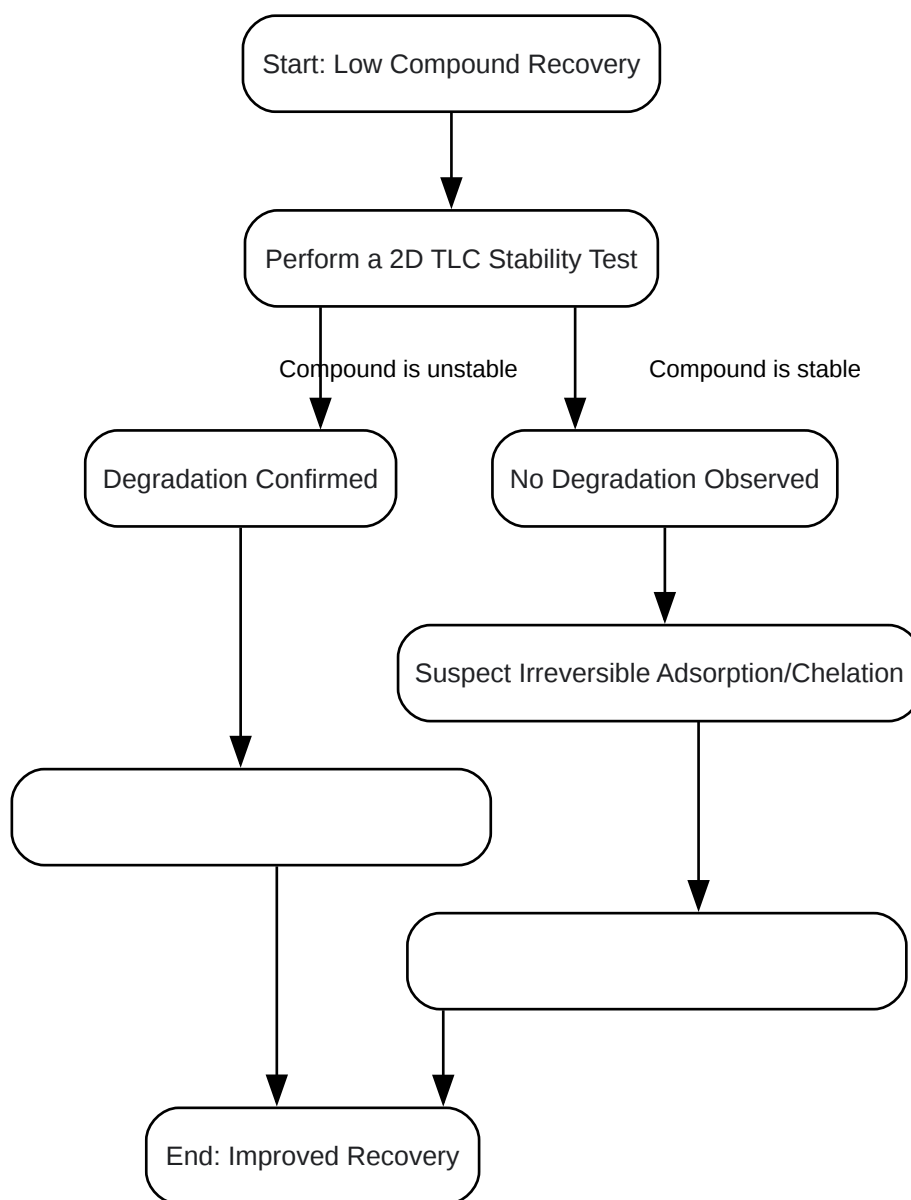 Start: Low Compound Recovery
Perform a 2D TLC Stability Test
Compound is unstable
Compound is stable
Degradation Confirmed
No Degradation Observed
Suspect Irreversible Adsorption/Chelation
End: Improved Recovery